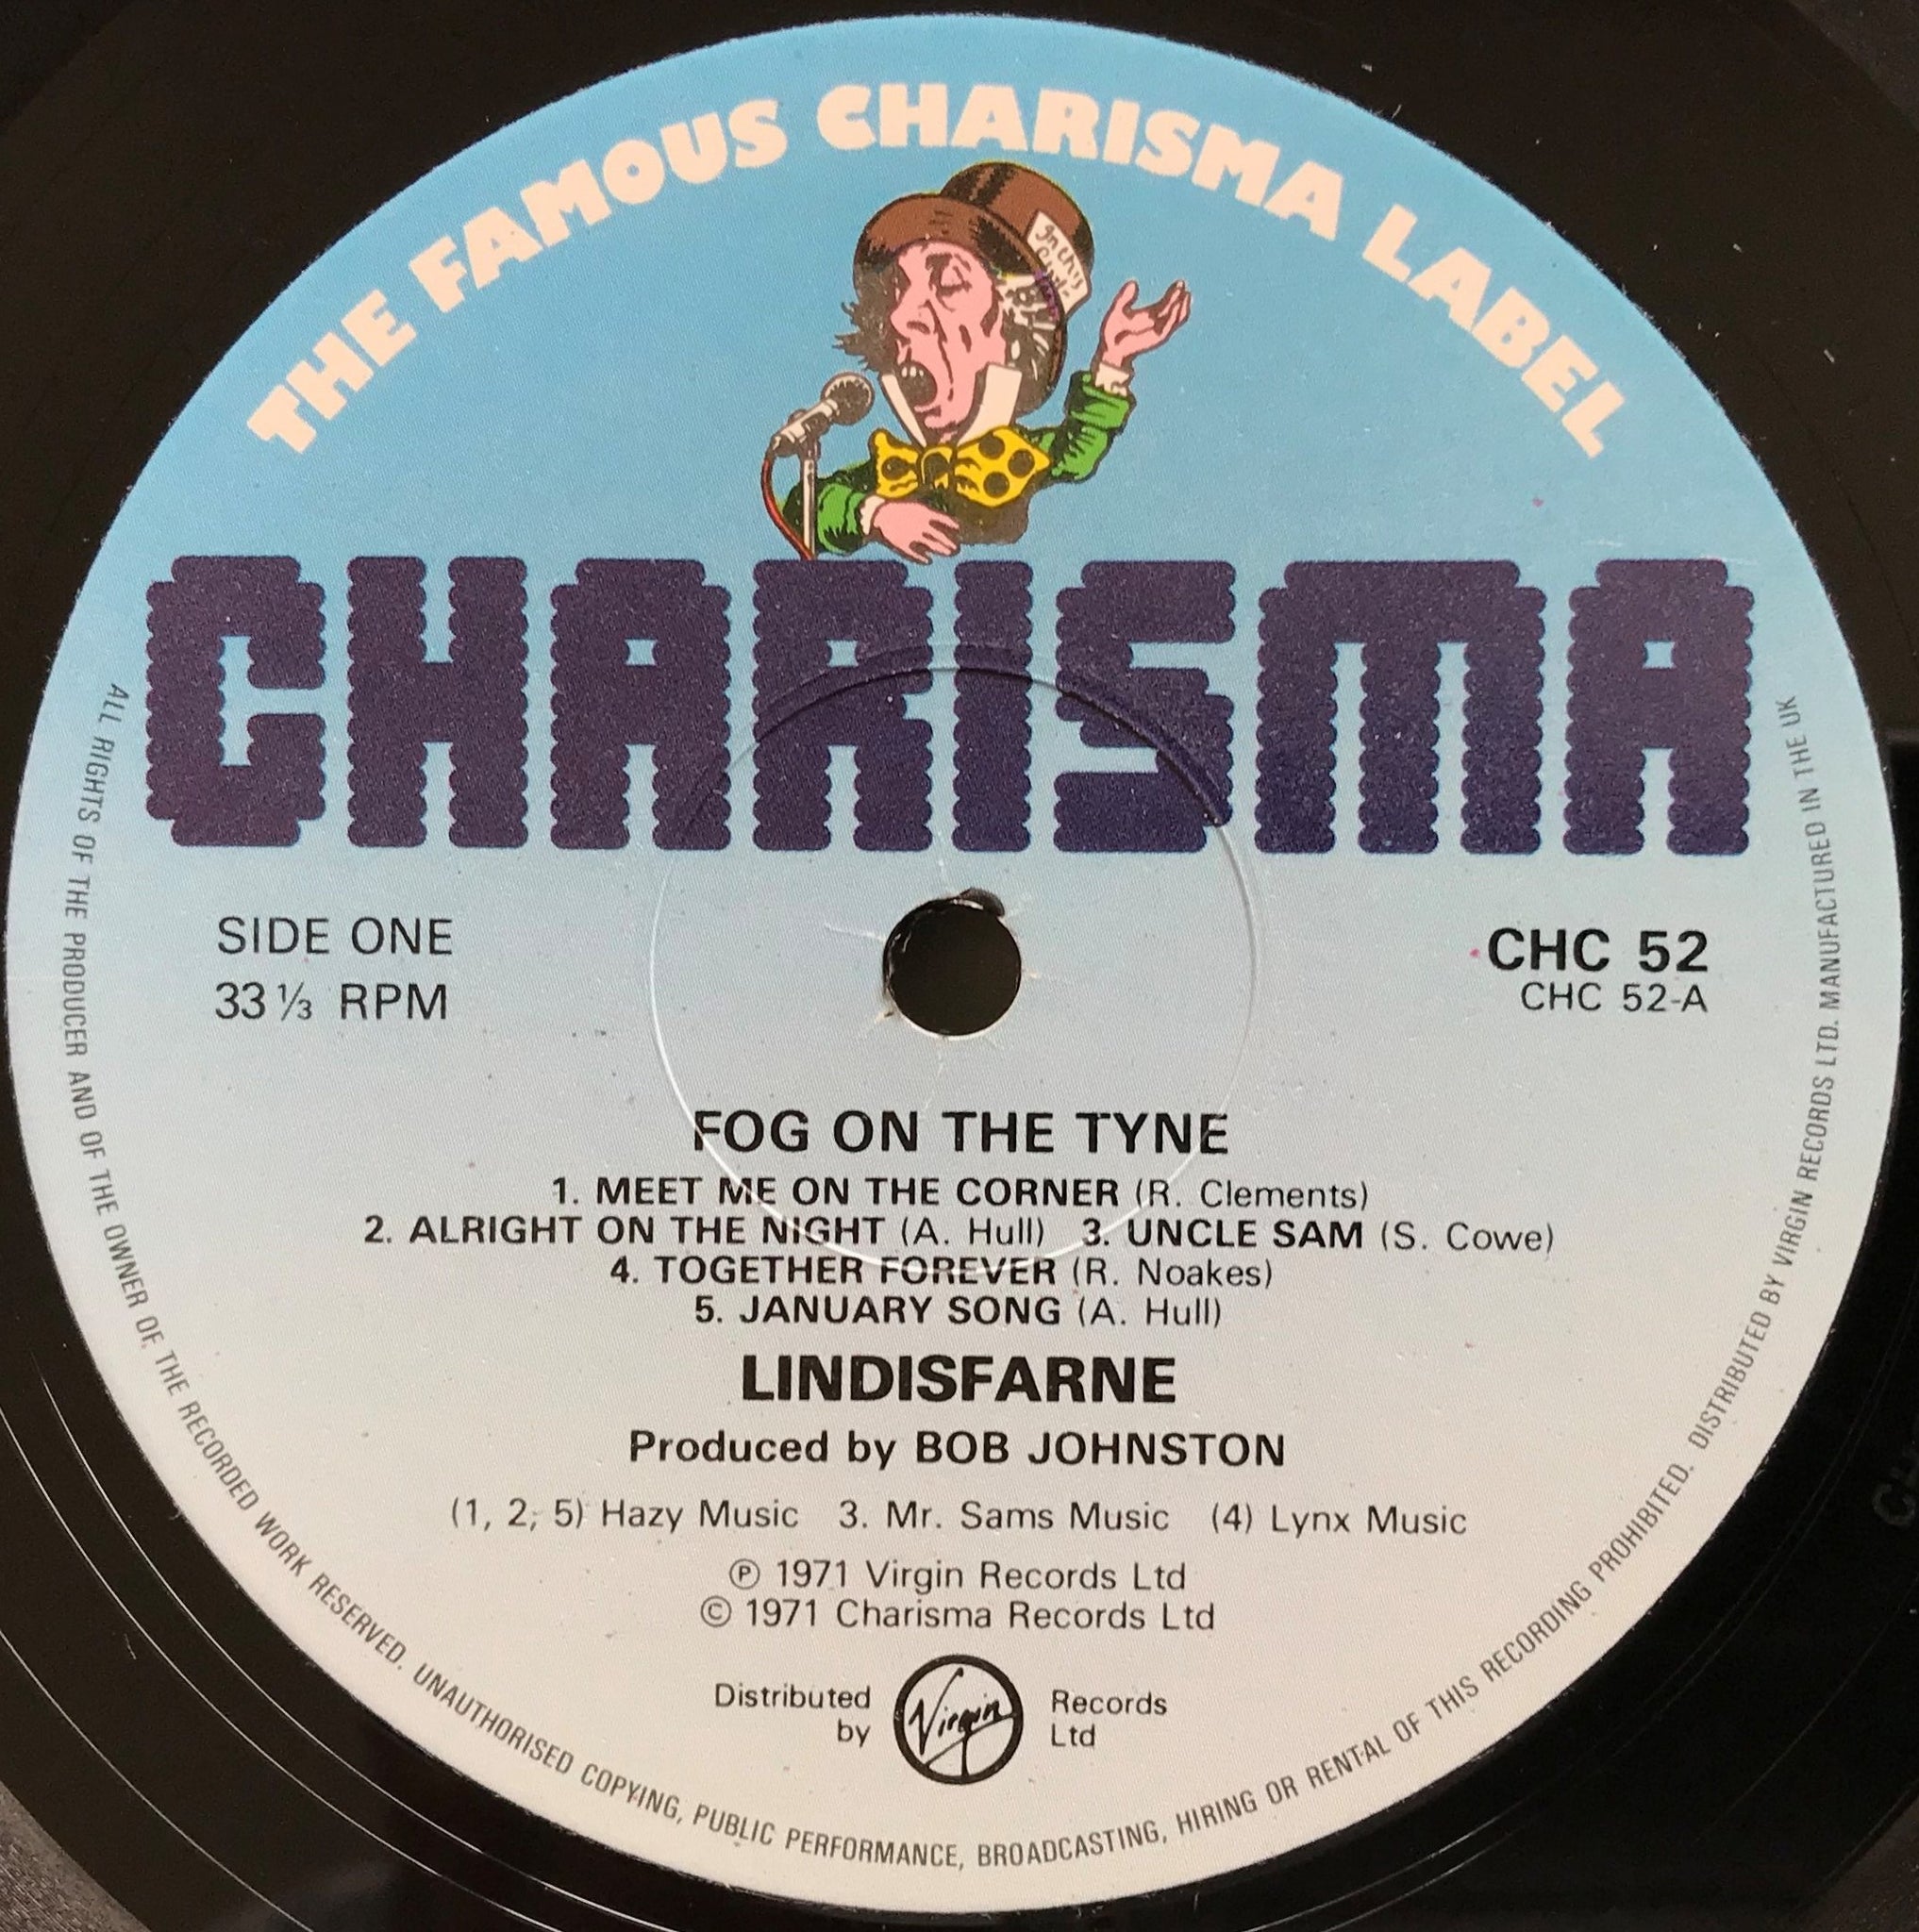 THE FAMOUS CHARISMA LABEL
In this
CHARISMA
SIDE ONE
33 1/3 RPM
CHC 52
CHC 52-A
FOG ON THE TYNE
1. MEET ME ON THE CORNER (R. Clements)
2. ALRIGHT ON THE NIGHT (A. Hull) 3. UNCLE SAM (S. Cowe)
4. TOGETHER FOREVER (R. Noakes)
5. JANUARY SONG (A. Hull)
LINDISFARNE
Produced by BOB JOHNSTON
(1, 2, 5) Hazy Music 3. Mr. Sams Music (4) Lynx Music
℗ 1971 Virgin Records Ltd
© 1971 Charisma Records Ltd
Distributed by
Virgin
Records Ltd
ALL RIGHTS OF THE PRODUCER AND OF THE OWNER OF THE RECORDED WORK RESERVED. UNAUTHORISED COPYING, PUBLIC PERFORMANCE, BROADCASTING, HIRING OR RENTAL OF THIS RECORDING PROHIBITED. DISTRIBUTED BY VIRGIN RECORDS LTD. MANUFACTURED IN THE UK